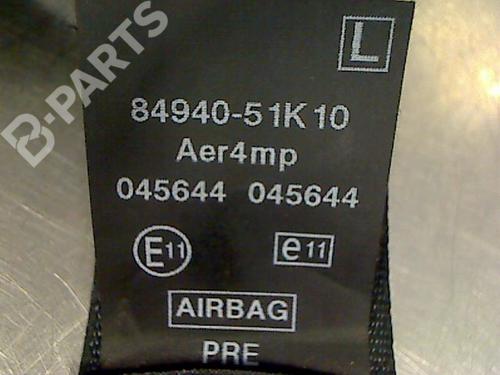 B-PARTS
L
84940-51K10
Aer4mp
045644 045644
E11 e11
AIRBAG
PRE